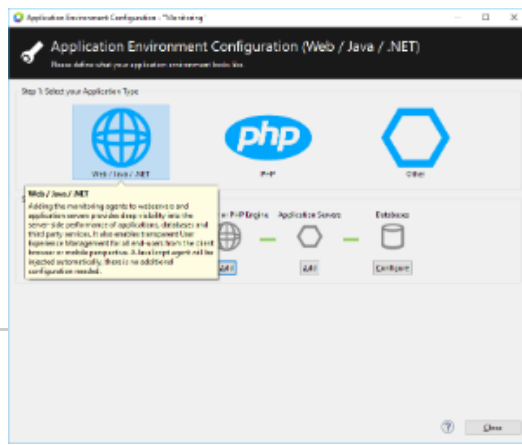 Application Environment Configuration - "Monitoring"
Application Environment Configuration (Web / Java / .NET)
Please define what your application environment looks like.
Step 1: Select your Application Type
php
Web / Java / .NET
PHP
Other
Web / Java / .NET
Adding the monitoring agents to webservers and
application servers provides deep visibility into the
server-side performance of applications, databases and
third party services. It also enables transparent User
Experience Management for all end-users from the client
browser or mobile perspective. A JavaScript agent will be
injected automatically, there is no additional
configuration needed.
S
er PHP Engine
Application Servers
Databases
Add
Add
Configure
?
Close